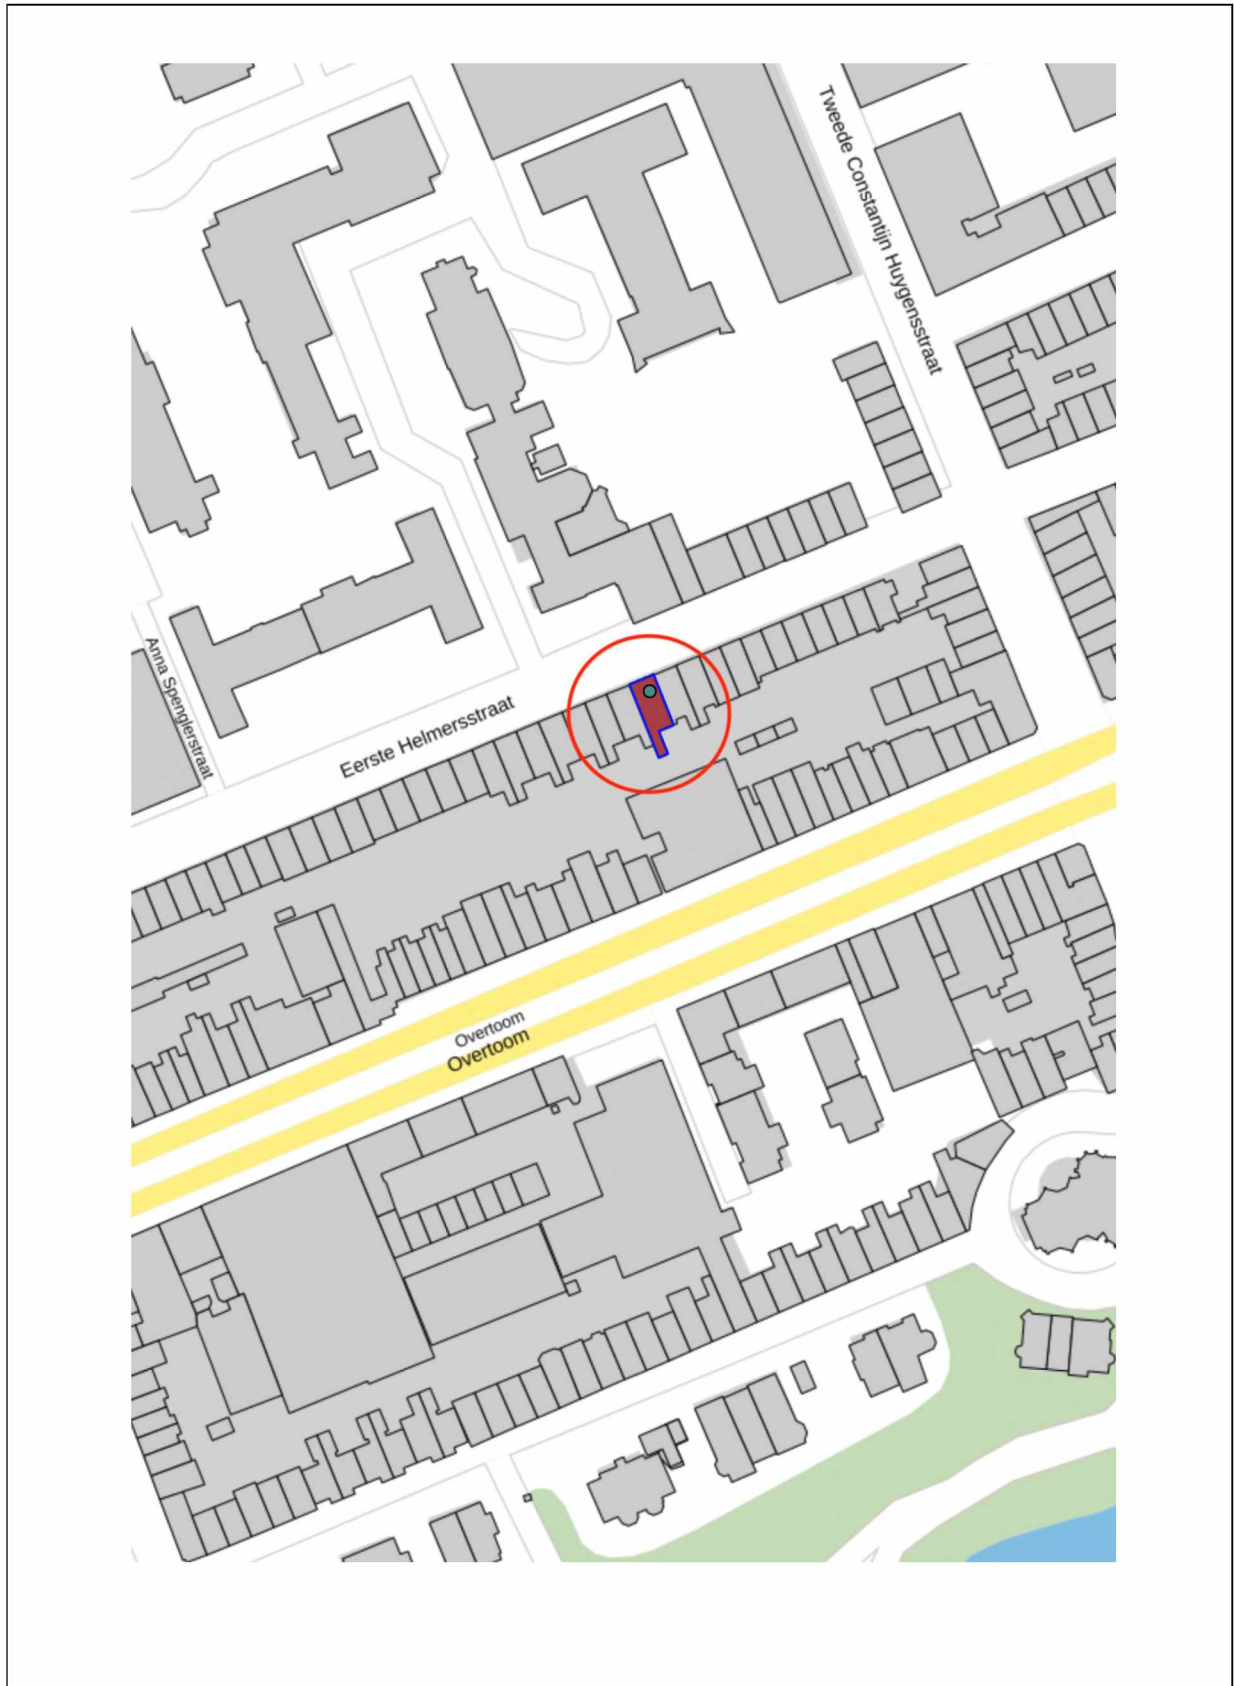 Tweede Constantijn Huygensstraat
Anna Spenglerstraat
Eerste Helmersstraat
Overtoom
Overtoom